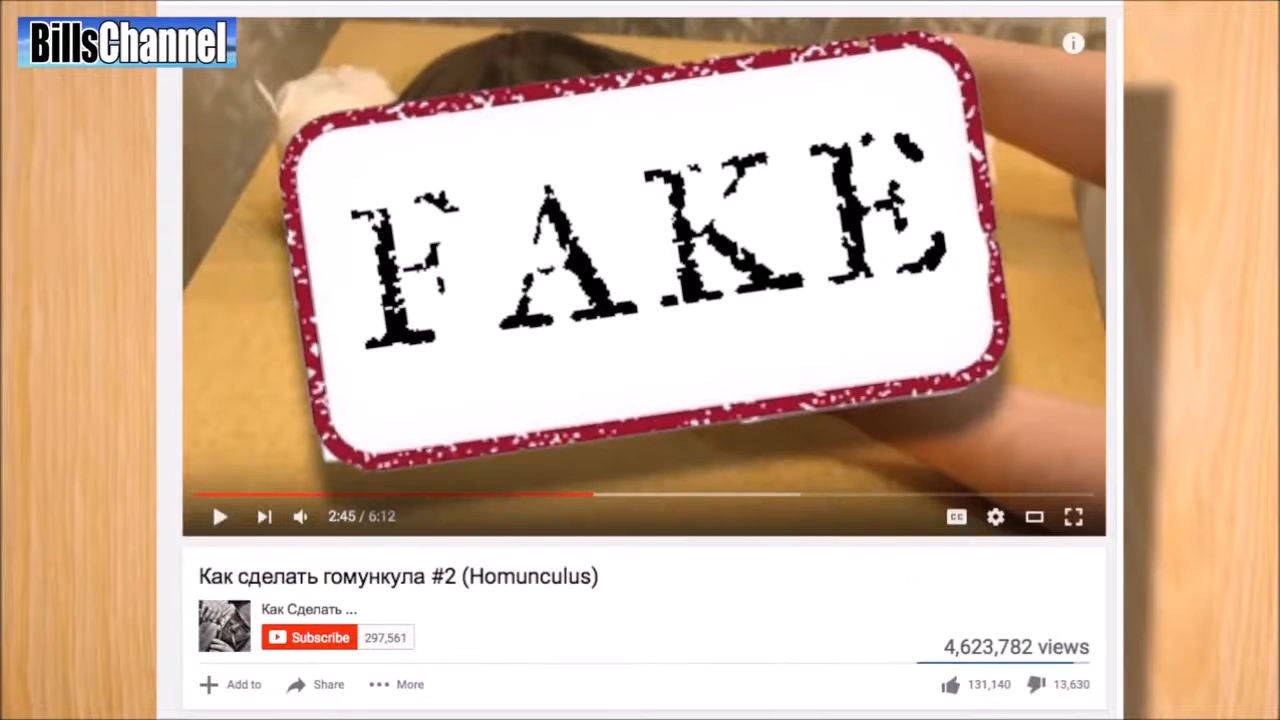 BillsChannel
FAKE
2:45 / 6:12
CC
Как сделать гомункула #2 (Homunculus)
Как Сделать ...
Subscribe 297,561
4,623,782 views
Add to Share More 131,140 13,630